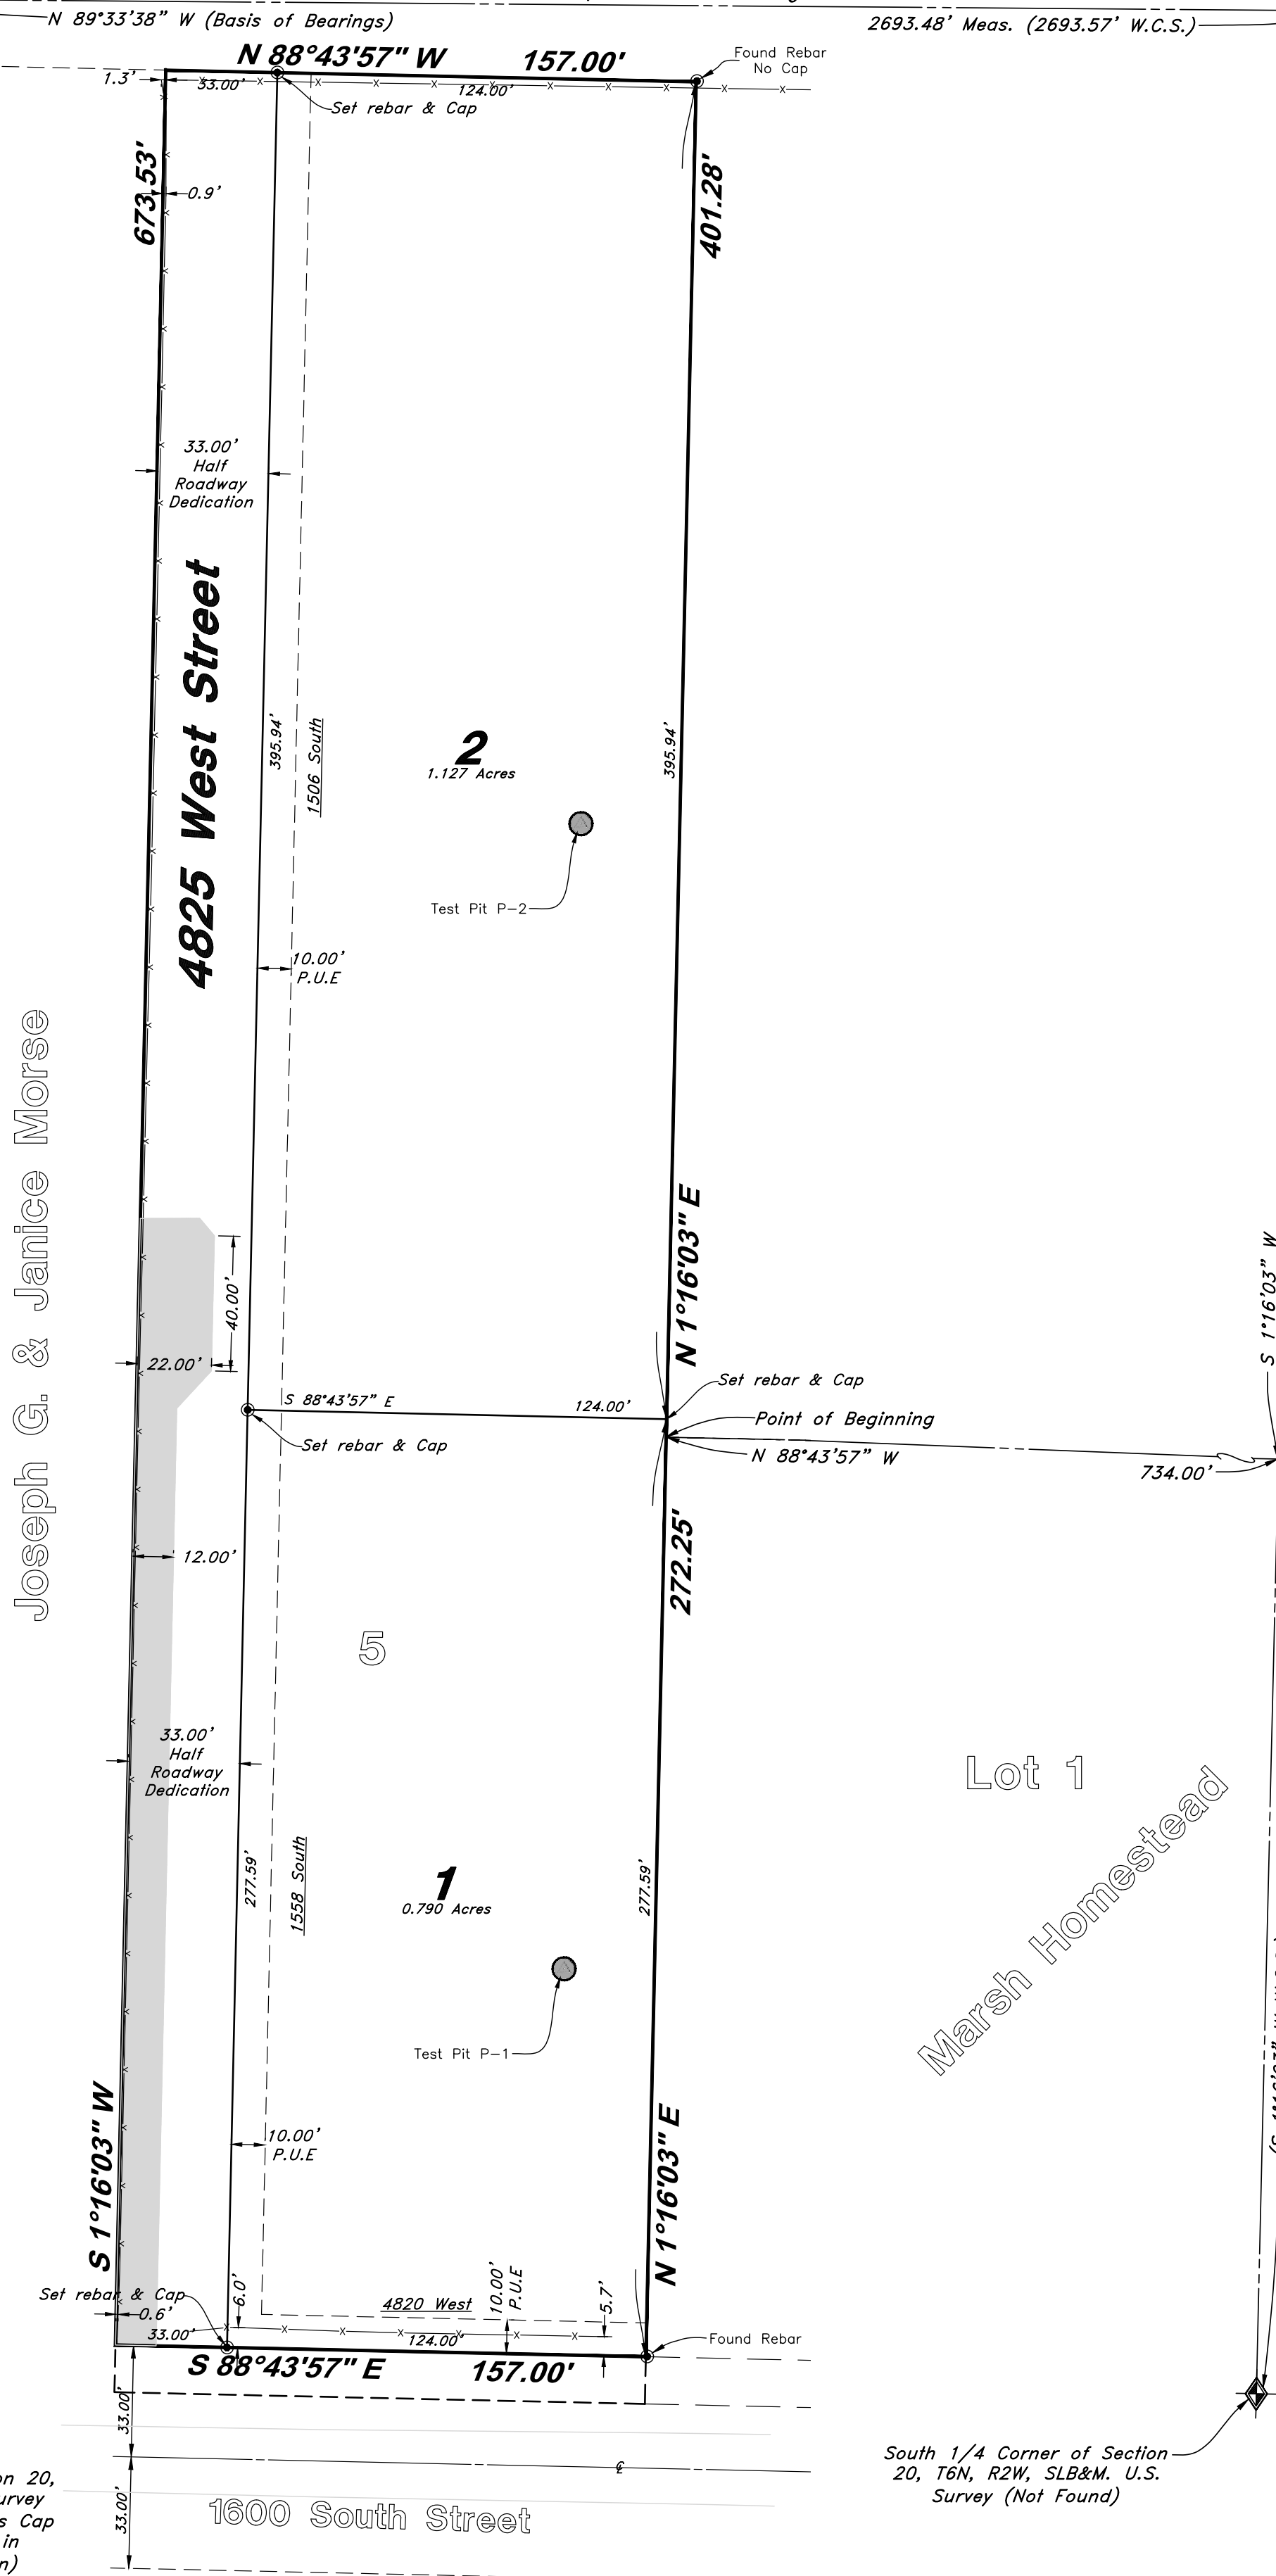 N 89°33'38" W (Basis of Bearings)
2693.48' Meas. (2693.57' W.C.S.)
N 88°43'57" W 157.00'
Found Rebar
No Cap
1.3'
33.00'
124.00'
Set rebar & Cap
673.53'
0.9'
401.28'
33.00'
Half
Roadway
Dedication
4825 West Street
395.94'
1506 South
2
1.127 Acres
395.94'
Test Pit P-2
10.00'
P.U.E
Joseph G. & Janice Morse
N 1°16'03" E
S 1°16'03" W
40.00'
22.00'
S 88°43'57" E
124.00'
Set rebar & Cap
Point of Beginning
Set rebar & Cap
N 88°43'57" W
734.00'
272.25'
12.00'
5
33.00'
Half
Roadway
Dedication
Lot 1
Marsh Homestead
277.59'
1558 South
1
0.790 Acres
277.59'
Test Pit P-1
S 1°16'03" W
10.00'
P.U.E
N 1°16'03" E
Set rebar & Cap
0.6'
6.0'
4820 West
10.00'
P.U.E
5.7'
33.00'
124.00'
Found Rebar
S 88°43'57" E 157.00'
33.00'
South 1/4 Corner of Section
20, T6N, R2W, SLB&M. U.S.
Survey (Not Found)
33.00'
1600 South Street
on 20,
urvey
s Cap
in
n)